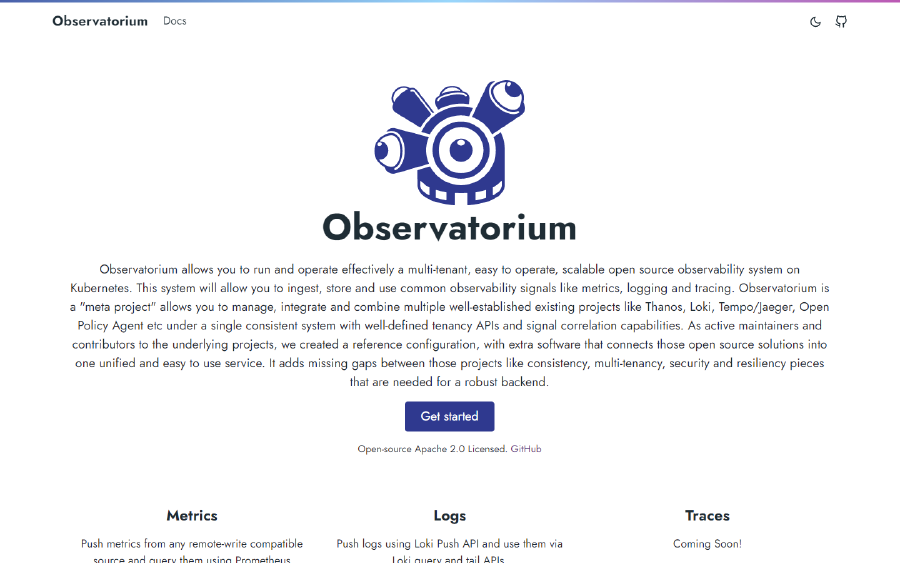 Observatorium Docs
Observatorium
Observatorium allows you to run and operate effectively a multi-tenant, easy to operate, scalable open source observability system on
Kubernetes. This system will allow you to ingest, store and use common observability signals like metrics, logging and tracing. Observatorium is
a "meta project" allows you to manage, integrate and combine multiple well-established existing projects like Thanos, Loki, Tempo/Jaeger, Open
Policy Agent etc under a single consistent system with well-defined tenancy APIs and signal correlation capabilities. As active maintainers and
contributors to the underlying projects, we created a reference configuration, with extra software that connects those open source solutions into
one unified and easy to use service. It adds missing gaps between those projects like consistency, multi-tenancy, security and resiliency pieces
that are needed for a robust backend.
Get started
Open-source Apache 2.0 Licensed. GitHub
Metrics
Push metrics from any remote-write compatible
source and query them using Prometheus
Logs
Push logs using Loki Push API and use them via
Loki query and tail APIs
Traces
Coming Soon!